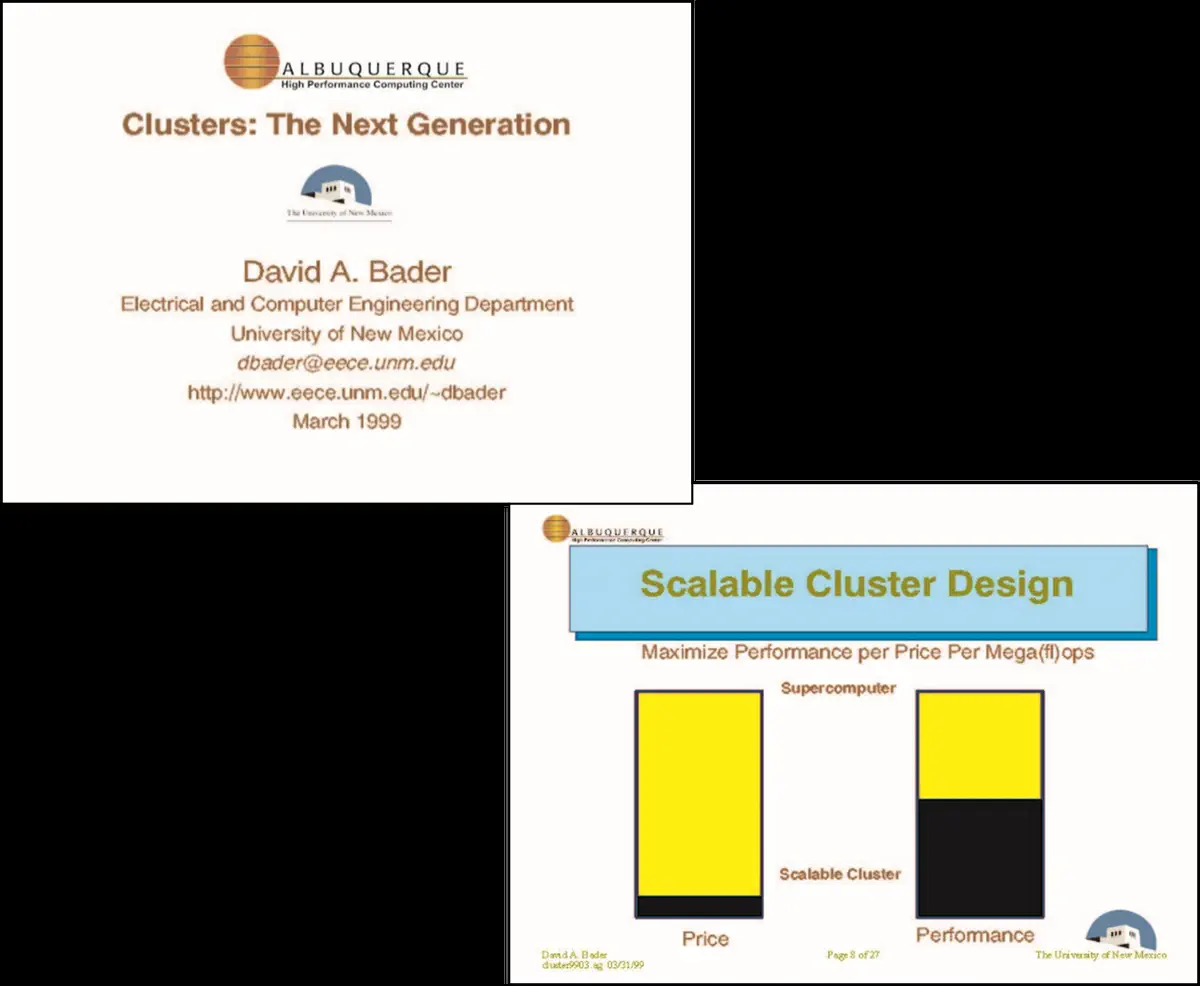 ALBUQUERQUE
High Performance Computing Center
Clusters: The Next Generation
The University of New Mexico
David A. Bader
Electrical and Computer Engineering Department
University of New Mexico
dbader@eece.unm.edu
http://www.eece.unm.edu/~dbader
March 1999
ALBUQUERQUE
High Performance Computing Center
Scalable Cluster Design
Maximize Performance per Price Per Mega(fl)ops
Supercomputer
Scalable Cluster
Price
Performance
David A. Bader
cluster9903.ag 03/31/99
Page 8 of 27
The University of New Mexico